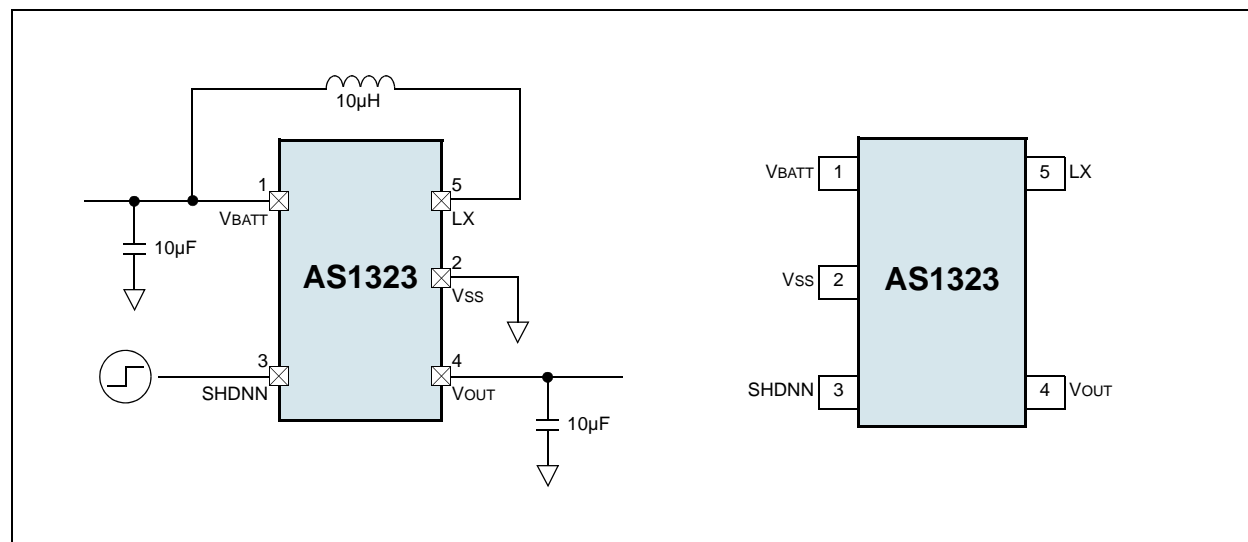 10µH
1
VBATT
5
LX
10µF
AS1323
2
VSS
3
SHDNN
4
VOUT
10µF
VBATT
1
5
LX
VSS
2
AS1323
SHDNN
3
4
VOUT